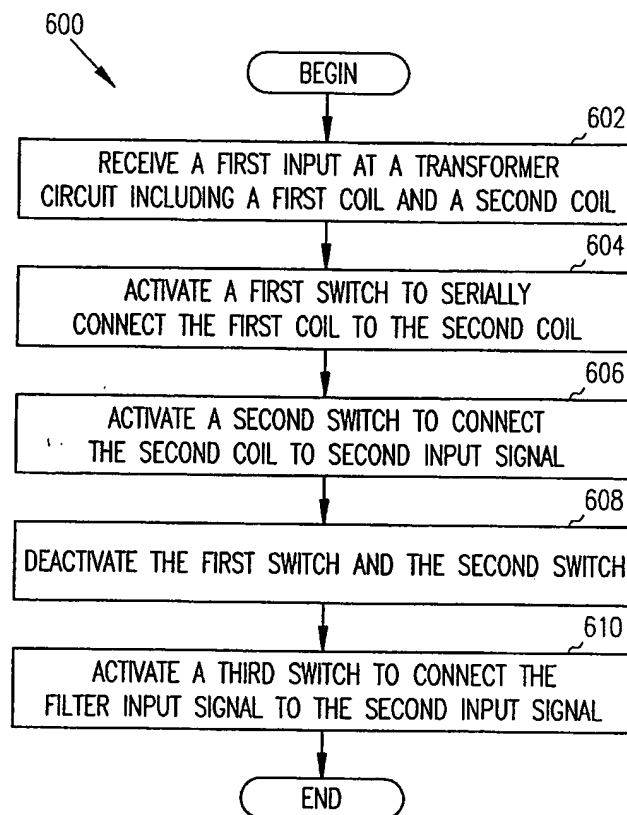 600
BEGIN
602
RECEIVE A FIRST INPUT AT A TRANSFORMER
CIRCUIT INCLUDING A FIRST COIL AND A SECOND COIL
604
ACTIVATE A FIRST SWITCH TO SERIALLY
CONNECT THE FIRST COIL TO THE SECOND COIL
606
ACTIVATE A SECOND SWITCH TO CONNECT
THE SECOND COIL TO SECOND INPUT SIGNAL
608
DEACTIVATE THE FIRST SWITCH AND THE SECOND SWITCH
610
ACTIVATE A THIRD SWITCH TO CONNECT THE
FILTER INPUT SIGNAL TO THE SECOND INPUT SIGNAL
END